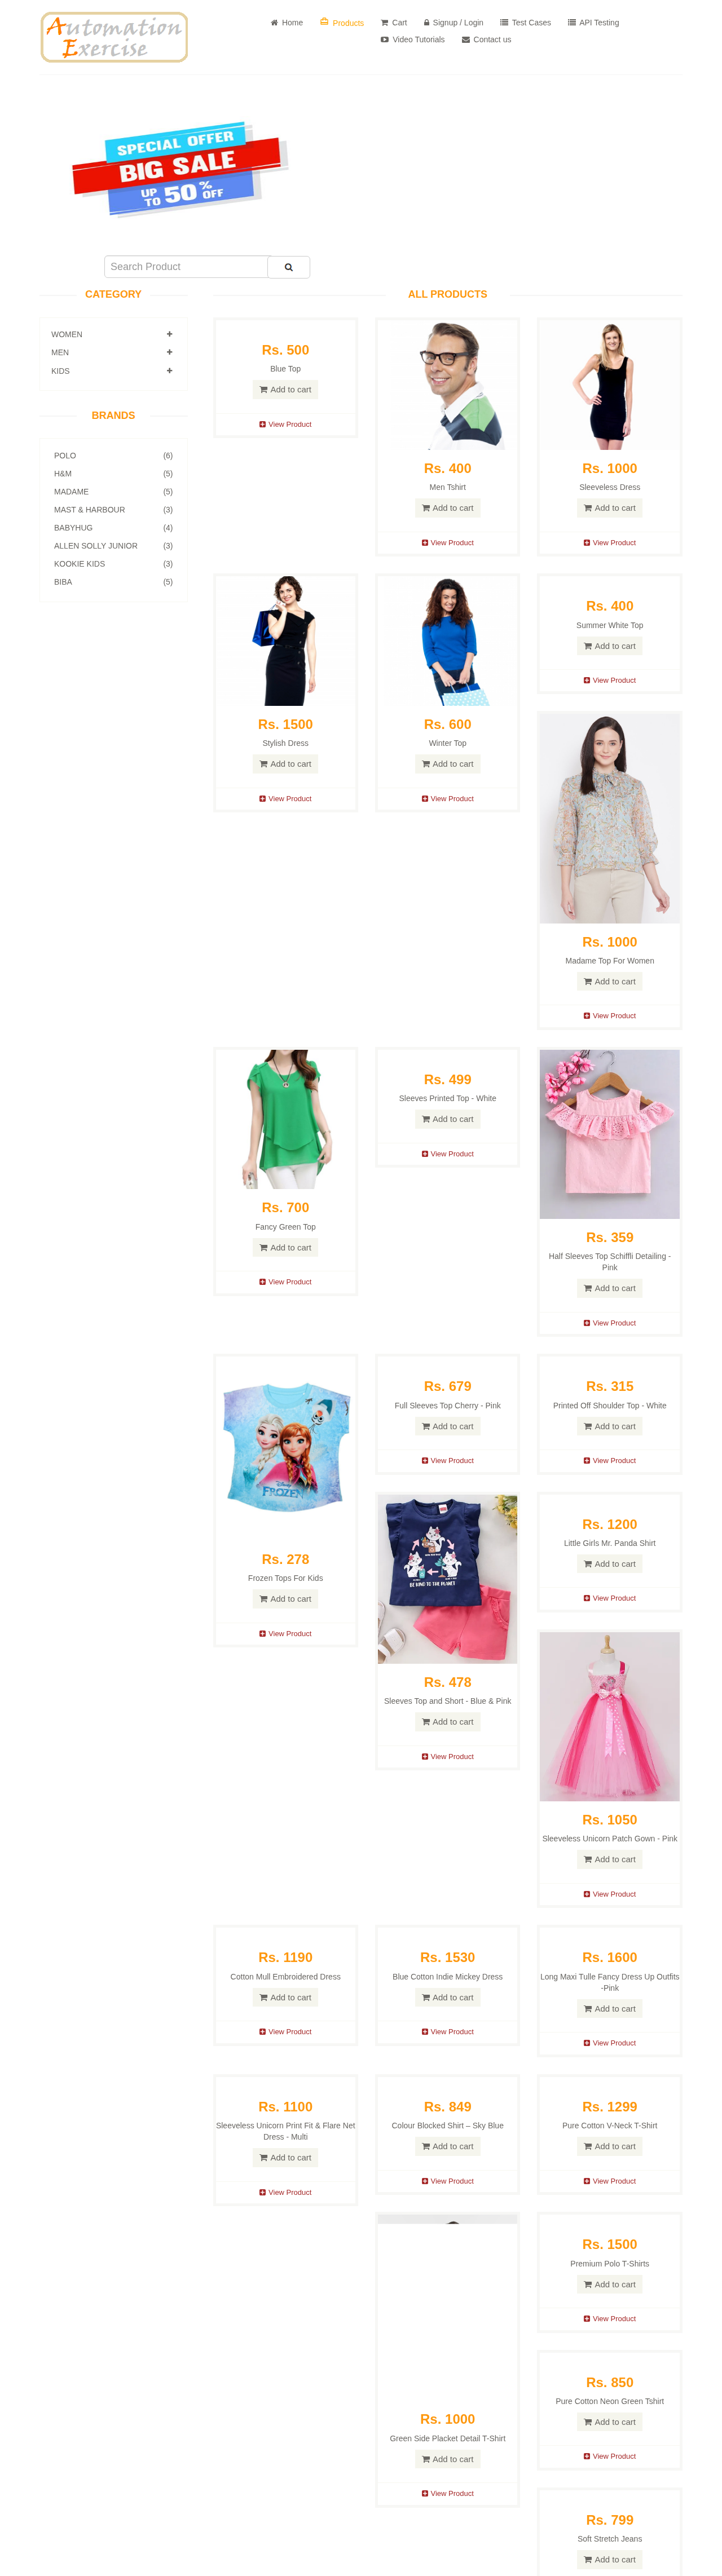 Automation
Exercise
Home
Products
Cart
Signup / Login
Test Cases
API Testing
Video Tutorials
Contact us
SPECIAL OFFER
BIG SALE
UP TO 50% OFF
Search Product
CATEGORY
WOMEN
MEN
KIDS
BRANDS
POLO (6)
H&M (5)
MADAME (5)
MAST & HARBOUR (3)
BABYHUG (4)
ALLEN SOLLY JUNIOR (3)
KOOKIE KIDS (3)
BIBA (5)
ALL PRODUCTS
Rs. 500
Blue Top
Add to cart
View Product
Rs. 400
Men Tshirt
Add to cart
View Product
Rs. 1000
Sleeveless Dress
Add to cart
View Product
Rs. 1500
Stylish Dress
Add to cart
View Product
Rs. 600
Winter Top
Add to cart
View Product
Rs. 400
Summer White Top
Add to cart
View Product
Rs. 1000
Madame Top For Women
Add to cart
View Product
Rs. 700
Fancy Green Top
Add to cart
View Product
Rs. 499
Sleeves Printed Top - White
Add to cart
View Product
Rs. 359
Half Sleeves Top Schiffli Detailing -
Pink
Add to cart
View Product
Disney
FROZEN
Rs. 278
Frozen Tops For Kids
Add to cart
View Product
Rs. 679
Full Sleeves Top Cherry - Pink
Add to cart
View Product
Rs. 315
Printed Off Shoulder Top - White
Add to cart
View Product
BE KIND TO THE PLANET
Rs. 478
Sleeves Top and Short - Blue & Pink
Add to cart
View Product
Rs. 1200
Little Girls Mr. Panda Shirt
Add to cart
View Product
Rs. 1050
Sleeveless Unicorn Patch Gown - Pink
Add to cart
View Product
Rs. 1190
Cotton Mull Embroidered Dress
Add to cart
View Product
Rs. 1530
Blue Cotton Indie Mickey Dress
Add to cart
View Product
Rs. 1600
Long Maxi Tulle Fancy Dress Up Outfits
-Pink
Add to cart
View Product
Rs. 1100
Sleeveless Unicorn Print Fit & Flare Net
Dress - Multi
Add to cart
View Product
Rs. 849
Colour Blocked Shirt – Sky Blue
Add to cart
View Product
Rs. 1299
Pure Cotton V-Neck T-Shirt
Add to cart
View Product
Rs. 1000
Green Side Placket Detail T-Shirt
Add to cart
View Product
Rs. 1500
Premium Polo T-Shirts
Add to cart
View Product
Rs. 850
Pure Cotton Neon Green Tshirt
Add to cart
View Product
Rs. 799
Soft Stretch Jeans
Add to cart